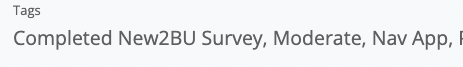 Tags
Completed New2BU Survey, Moderate, Nav App,